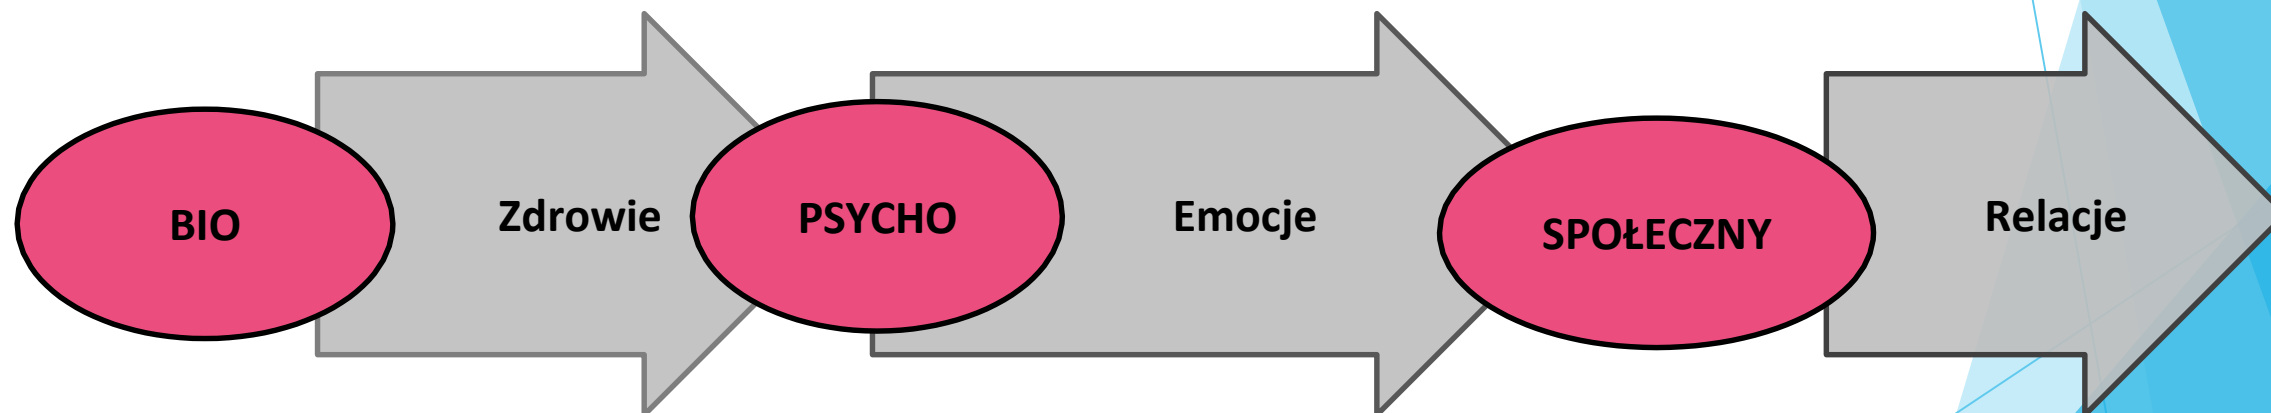 BIO
Zdrowie
PSYCHO
Emocje
SPOŁECZNY
Relacje